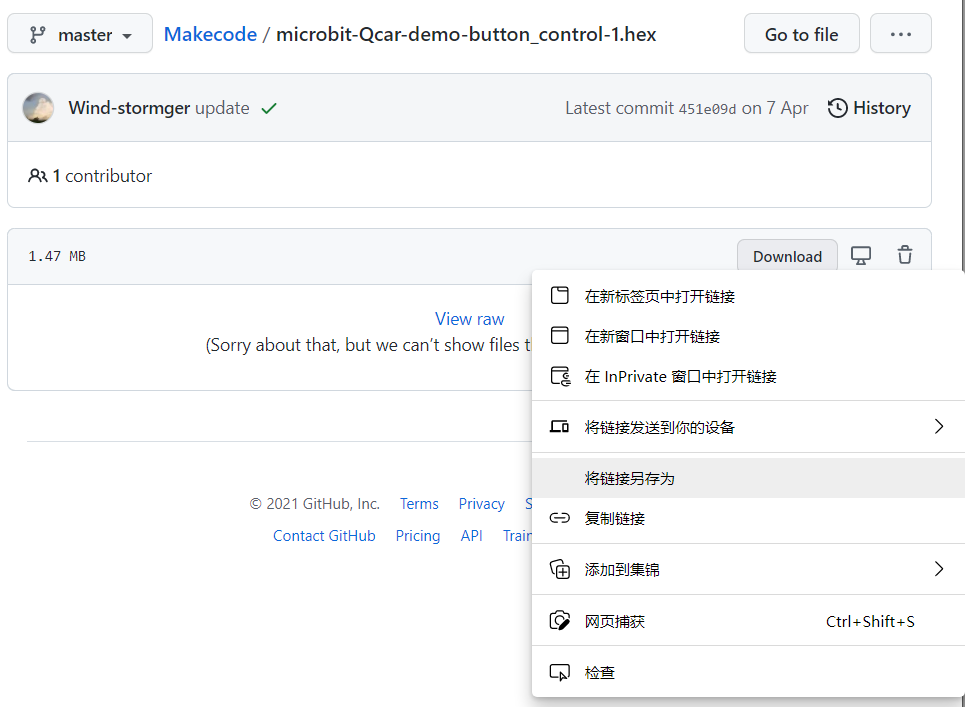 master Makecode / microbit-Qcar-demo-button_control-1.hex Go to file ···
Wind-stormger update Latest commit 451e09d on 7 Apr History
1 contributor
1.47 MB Download
View raw
(Sorry about that, but we can't show files
在新标签页中打开链接
在新窗口中打开链接
在 InPrivate 窗口中打开链接
将链接发送到你的设备
将链接另存为
复制链接
添加到集锦
网页捕获 Ctrl+Shift+S
检查
© 2021 GitHub, Inc. Terms Privacy
Contact GitHub Pricing API